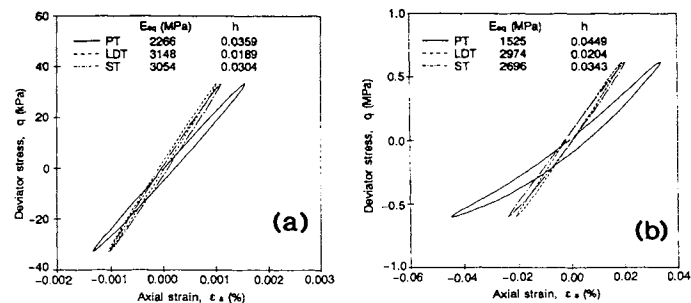 E_eq (MPa) h
PT 2266 0.0359
LDT 3148 0.0189
ST 3054 0.0304
60
40
20
0
-20
-40
Deviator stress, q (kPa)
(a)
-0.002 -0.001 0.000 0.001 0.002 0.003
Axial strain, ε a (%)
E_eq (MPa) h
PT 1525 0.0449
LDT 2974 0.0204
ST 2696 0.0343
1.0
0.5
0.0
-0.5
-1.0
Deviator stress, q (MPa)
(b)
-0.06 -0.04 -0.02 0.00 0.02 0.04
Axial strain, ε a (%)